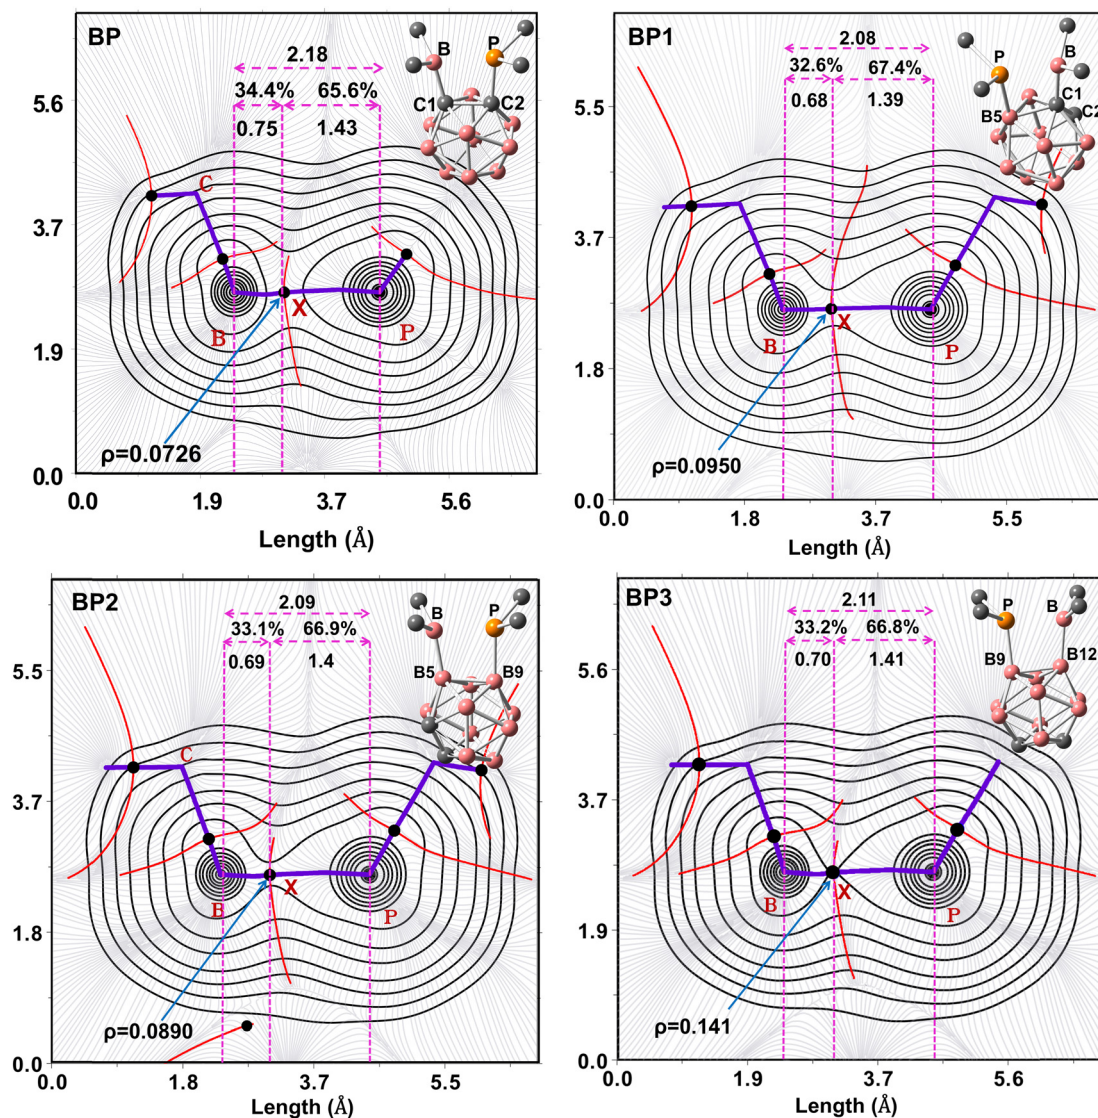 BP
B
P
2.18
34.4% 65.6%
C1 C2
0.75 1.43
5.6
C
3.7
X
B
P
1.9
ρ=0.0726
0.0
0.0 1.9 3.7 5.6
Length (Å)
BP1
2.08
B
P
32.6% 67.4%
C1
C2
B5
0.68 1.39
5.5
3.7
X
B
P
1.8
ρ=0.0950
0.0
0.0 1.8 3.7 5.5
Length (Å)
BP2
2.09
B
P
33.1% 66.9%
0.69 1.4
B5 B9
5.5
C
3.7
X
B
P
1.8
ρ=0.0890
0.0
0.0 1.8 3.7 5.5
Length (Å)
BP3
2.11
P
B
33.2% 66.8%
B9 B12
0.70 1.41
5.6
3.7
X
B
P
1.9
ρ=0.141
0.0
0.0 1.9 3.7 5.6
Length (Å)